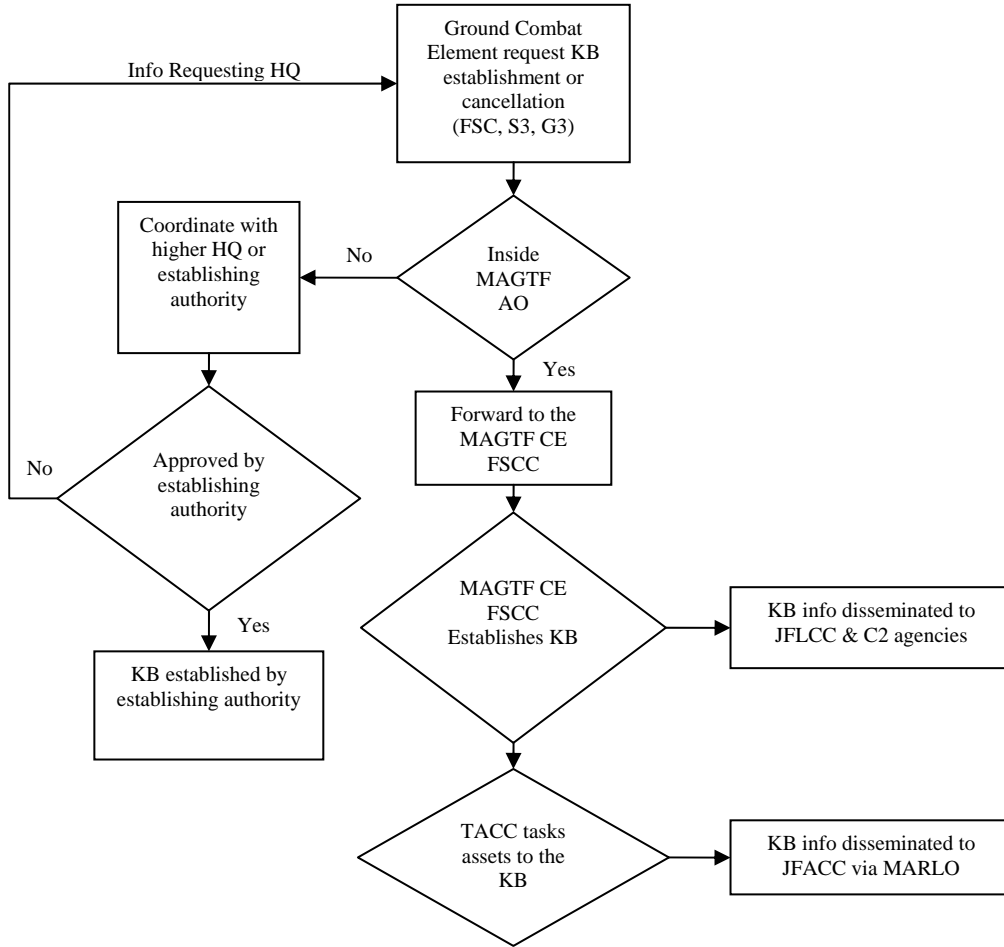 Ground Combat
Element request KB
establishment or
cancellation
(FSC, S3, G3)
Info Requesting HQ
Coordinate with
higher HQ or
establishing
authority
No
Inside
MAGTF
AO
Yes
Forward to the
MAGTF CE
FSCC
No
Approved by
establishing
authority
Yes
KB established by
establishing authority
MAGTF CE
FSCC
Establishes KB
KB info disseminated to
JFLCC & C2 agencies
TACC tasks
assets to the
KB
KB info disseminated to
JFACC via MARLO